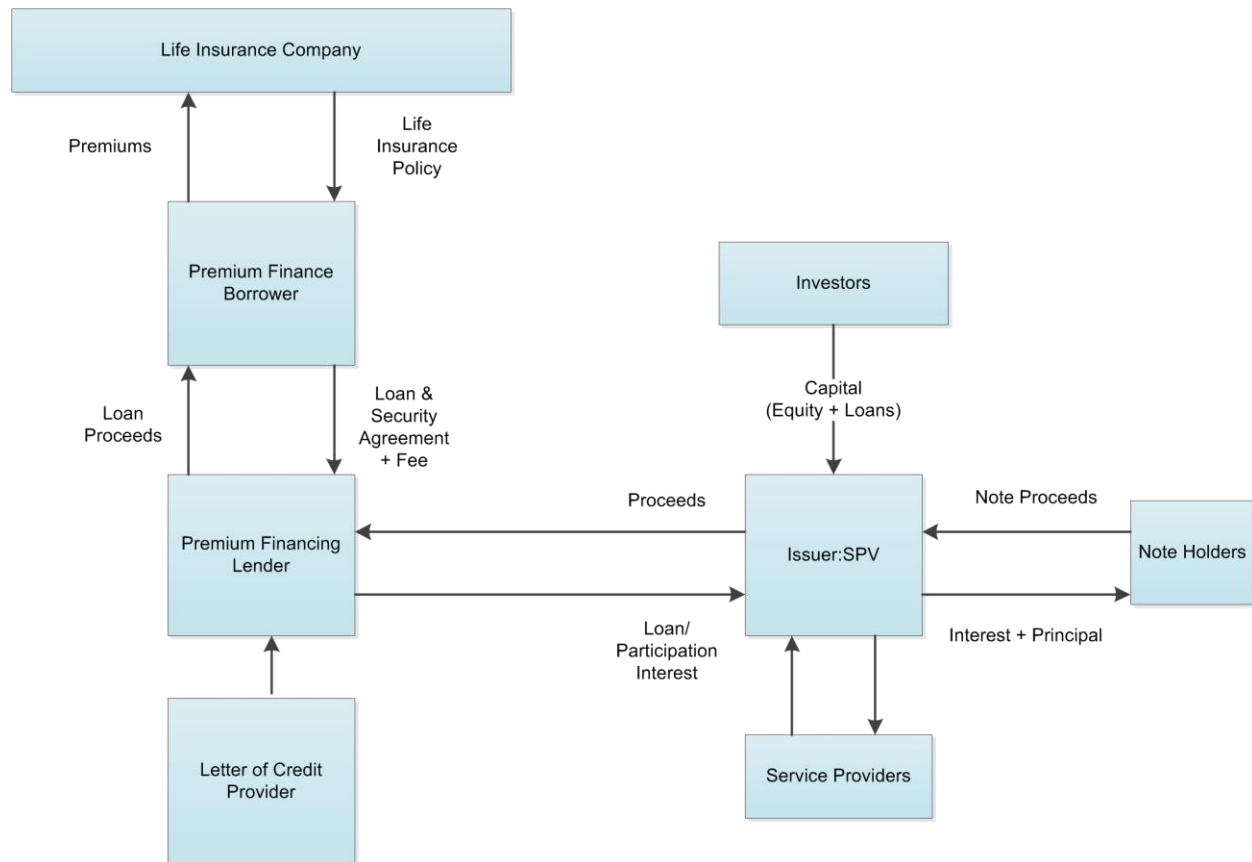 Life Insurance Company
Premiums
Life
Insurance
Policy
Premium Finance
Borrower
Investors
Loan
Proceeds
Loan &
Security
Agreement
+ Fee
Capital
(Equity + Loans)
Premium Financing
Lender
Proceeds
Loan/
Participation
Interest
Issuer:SPV
Note Proceeds
Interest + Principal
Note Holders
Letter of Credit
Provider
Service Providers